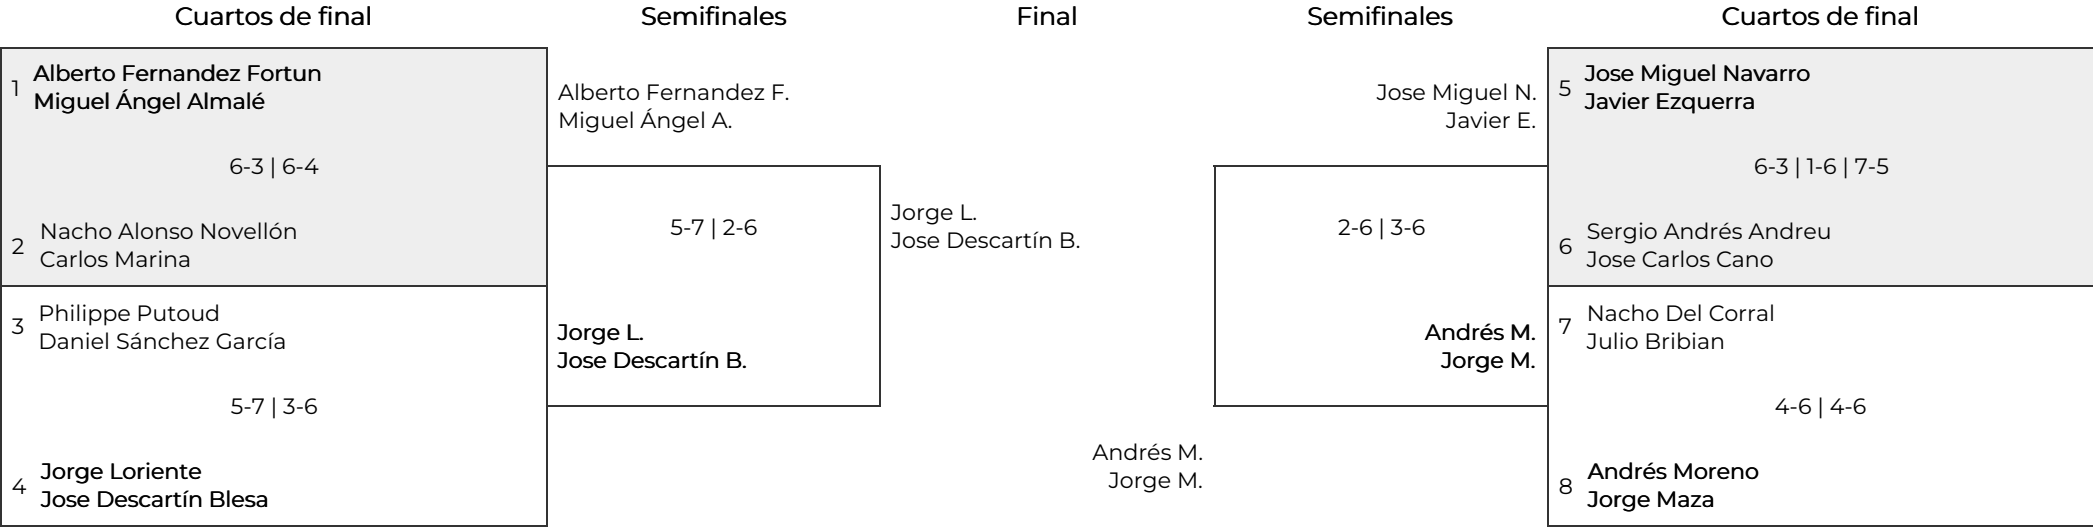 Cuartos de final
Semifinales
Final
Semifinales
Cuartos de final
1
Alberto Fernandez Fortun
Miguel Ángel Almalé
6-3 | 6-4
2
Nacho Alonso Novellón
Carlos Marina
3
Philippe Putoud
Daniel Sánchez García
5-7 | 3-6
4
Jorge Loriente
Jose Descartín Blesa
Alberto Fernandez F.
Miguel Ángel A.
5-7 | 2-6
Jorge L.
Jose Descartín B.
Jorge L.
Jose Descartín B.
Andrés M.
Jorge M.
Jose Miguel N.
Javier E.
2-6 | 3-6
Andrés M.
Jorge M.
5
Jose Miguel Navarro
Javier Ezquerra
6-3 | 1-6 | 7-5
6
Sergio Andrés Andreu
Jose Carlos Cano
7
Nacho Del Corral
Julio Bribian
4-6 | 4-6
8
Andrés Moreno
Jorge Maza